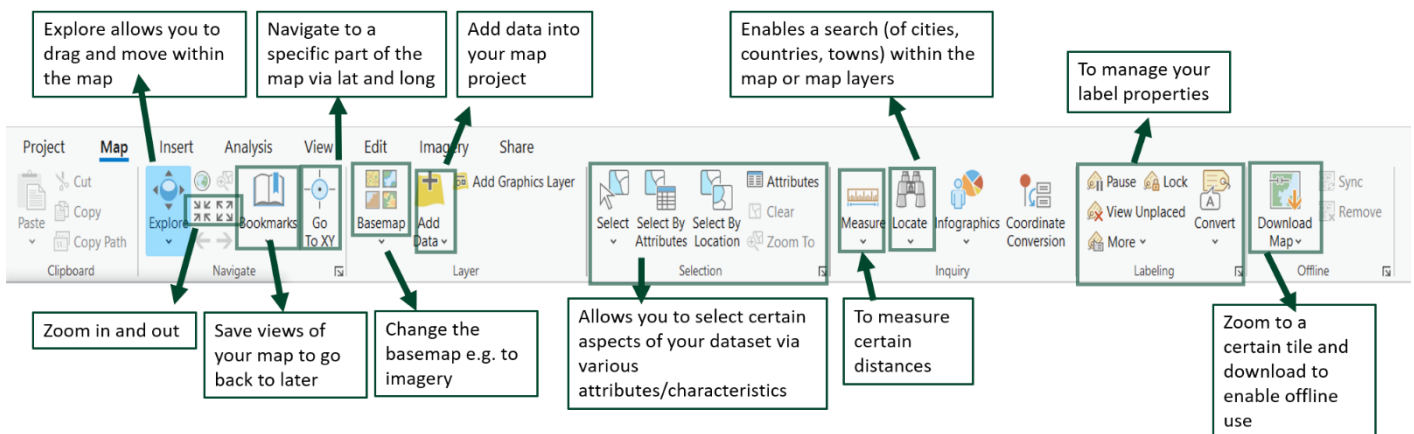 Explore allows you to
drag and move within
the map
Navigate to a
specific part of the
map via lat and long
Add data into
your map
project
Enables a search (of cities,
countries, towns) within the
map or map layers
To manage your
label properties
Project Map Insert Analysis View Edit Imagery Share
Paste
Cut
Copy
Copy Path
Clipboard
Explore
Bookmarks
Go
To XY
Navigate
Basemap
Add
Data
Add Graphics Layer
Layer
Select
Select By
Attributes
Select By
Location
Attributes
Clear
Zoom To
Selection
Measure
Locate
Infographics
Coordinate
Conversion
Inquiry
Pause Lock
View Unplaced
More
A
Convert
Labeling
Download
Map
Sync
Remove
Offline
Zoom in and out
Save views of
your map to go
back to later
Change the
basemap e.g. to
imagery
Allows you to select certain
aspects of your dataset via
various
attributes/characteristics
To measure
certain
distances
Zoom to a
certain tile and
download to
enable offline
use